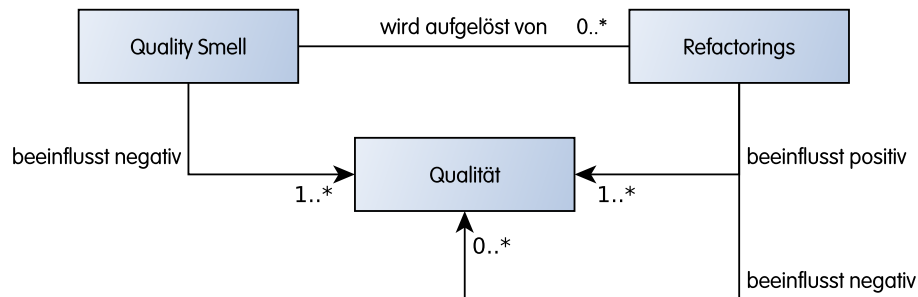 Quality Smell
wird aufgelöst von 0..*
Refactorings
beeinflusst negativ
Qualität
beeinflusst positiv
1..*
1..*
0..*
beeinflusst negativ